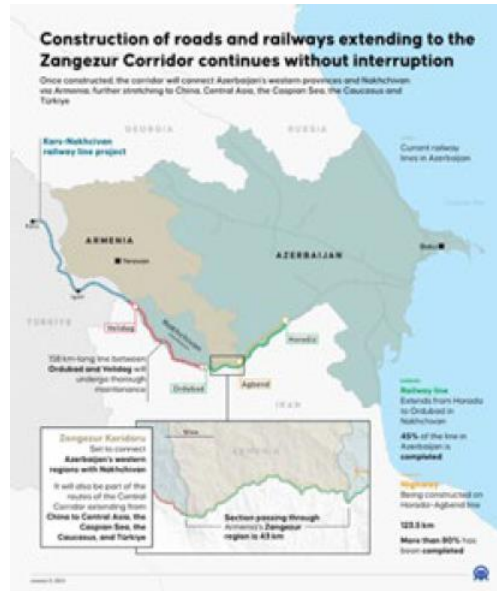 Construction of roads and railways extending to the
Zangezur Corridor continues without interruption
Once constructed, the corridor will connect Azerbaijan's western provinces and Nakhchivan
via Armenia, further stretching to China, Central Asia, the Caspian Sea, the Caucasus and
Türkiye
GEORGIA
RUSSIA
Kars-Nakhcivan
railway line project
Current railway
lines in Azerbaijan
Kars
ARMENIA
Yerevan
AZERBAIJAN
Baku
Igdir
TÜRKİYE
Velidag
Nakhchivan
Horadiz
158 km-long line between
Ordubad and Velidag will
undergo thorough
maintenance
Ordubad
Agbend
IRAN
Railway line
Extends from Horadiz
to Ordubad in
Nakhchivan
45% of the line in
Azerbaijan is
completed
Highway
Being constructed on
Horadiz-Agbend line
123.5 km
More than 80% has
been completed
Zangezur Koridoru
Set to connect
Azerbaijan's western
regions with Nakhchivan
It will also be part of the
routes of the Central
Corridor extending from
China to Central Asia, the
Caspian Sea, the
Caucasus, and Türkiye
ARMENIA
Section passing through
Armenia's Zangezur
region is 43 km